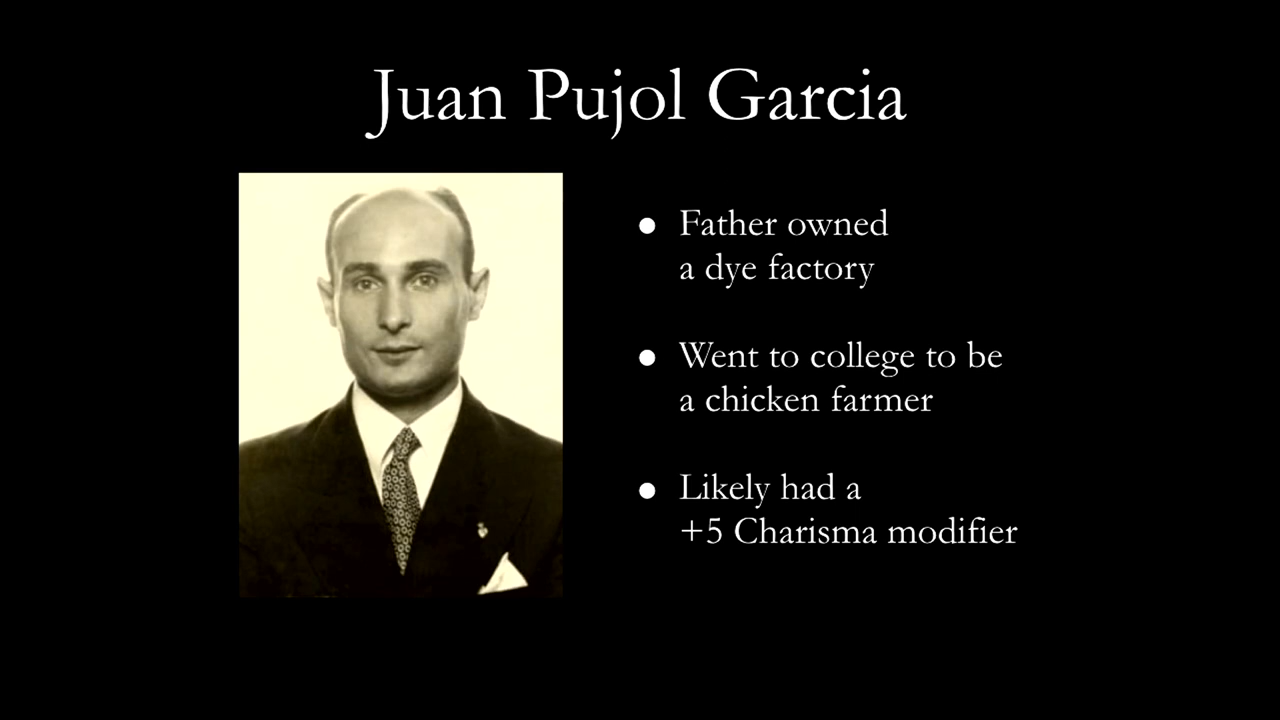 Juan Pujol Garcia
● Father owned
a dye factory
● Went to college to be
a chicken farmer
● Likely had a
+5 Charisma modifier